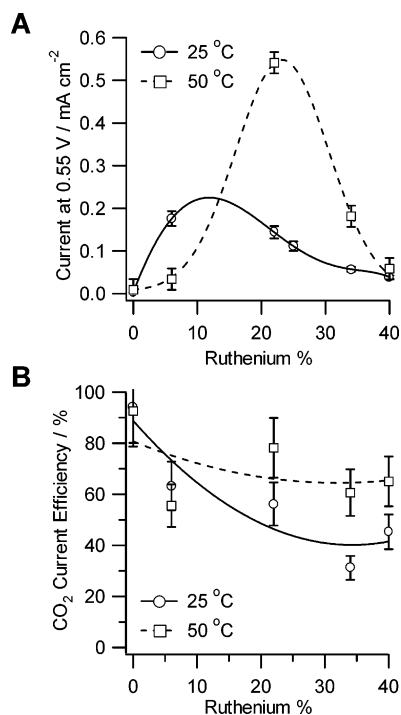 A
Current at 0.55 V / mA cm⁻²
0.6
0.5
0.4
0.3
0.2
0.1
0.0
25 °C
50 °C
0 10 20 30 40
Ruthenium %
B
CO₂ Current Efficiency / %
100
80
60
40
20
0
25 °C
50 °C
0 10 20 30 40
Ruthenium %